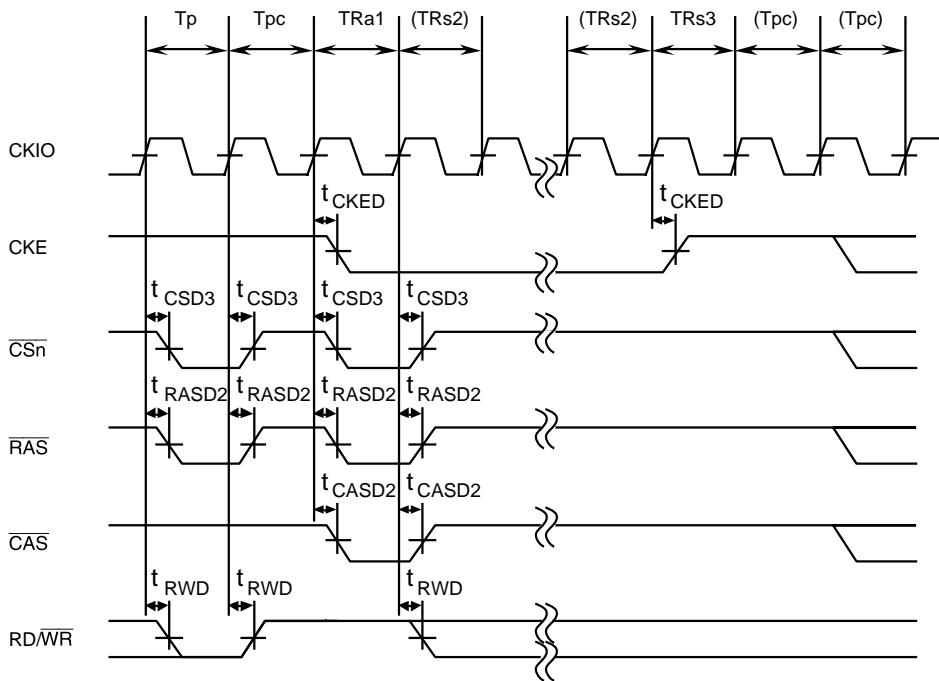 Tp Tpc TRa1 (TRs2) (TRs2) TRs3 (Tpc) (Tpc)
CKIO
tCKED tCKED
CKE
tCSD3 tCSD3 tCSD3 tCSD3
CSn
tRASD2 tRASD2 tRASD2 tRASD2
RAS
tCASD2 tCASD2
CAS
tRWD tRWD tRWD
RD/WR